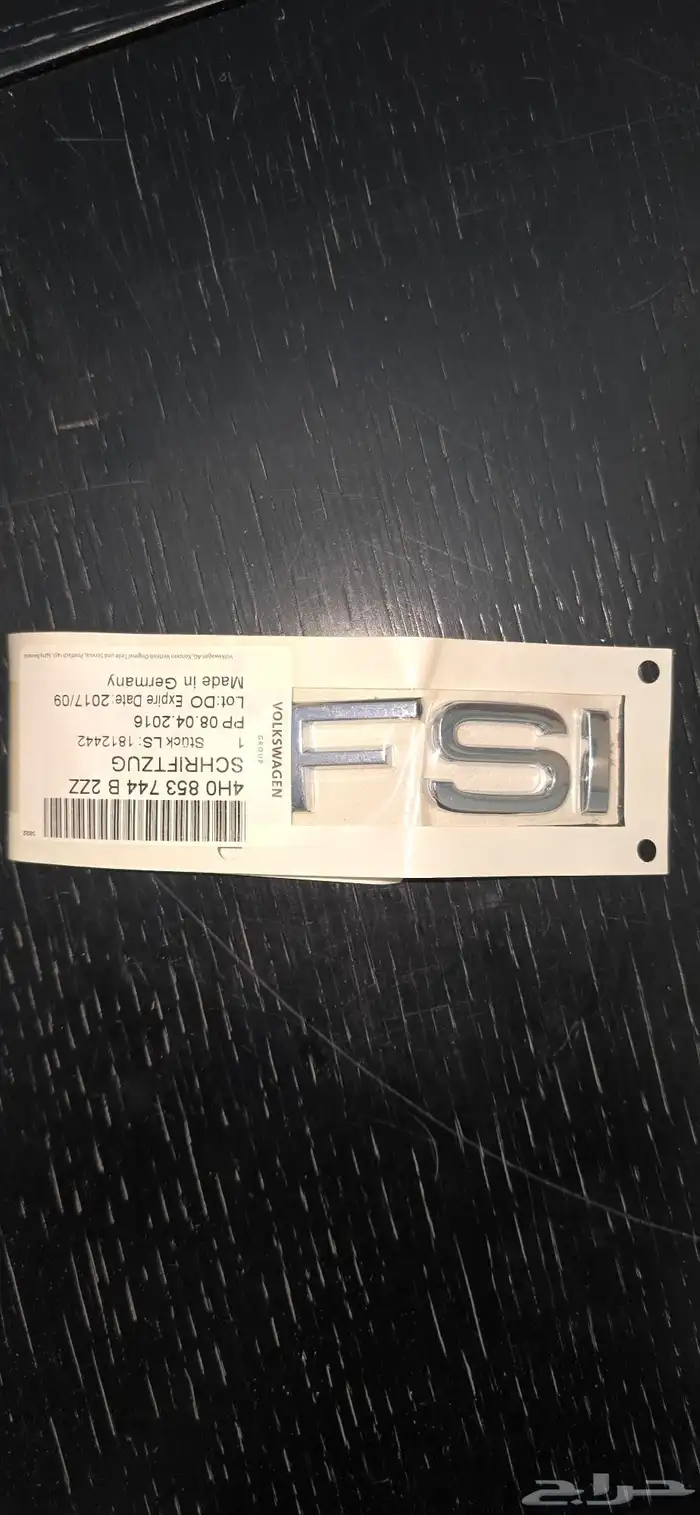 FSI
VOLKSWAGEN
GROUP
4H0 853 744 B 2ZZ
SCHRIFTZUG
1 Stück LS: 1812442
PP 08.04.2016
Lot:DO Expire Date: 2017/09
Made in Germany
حراج